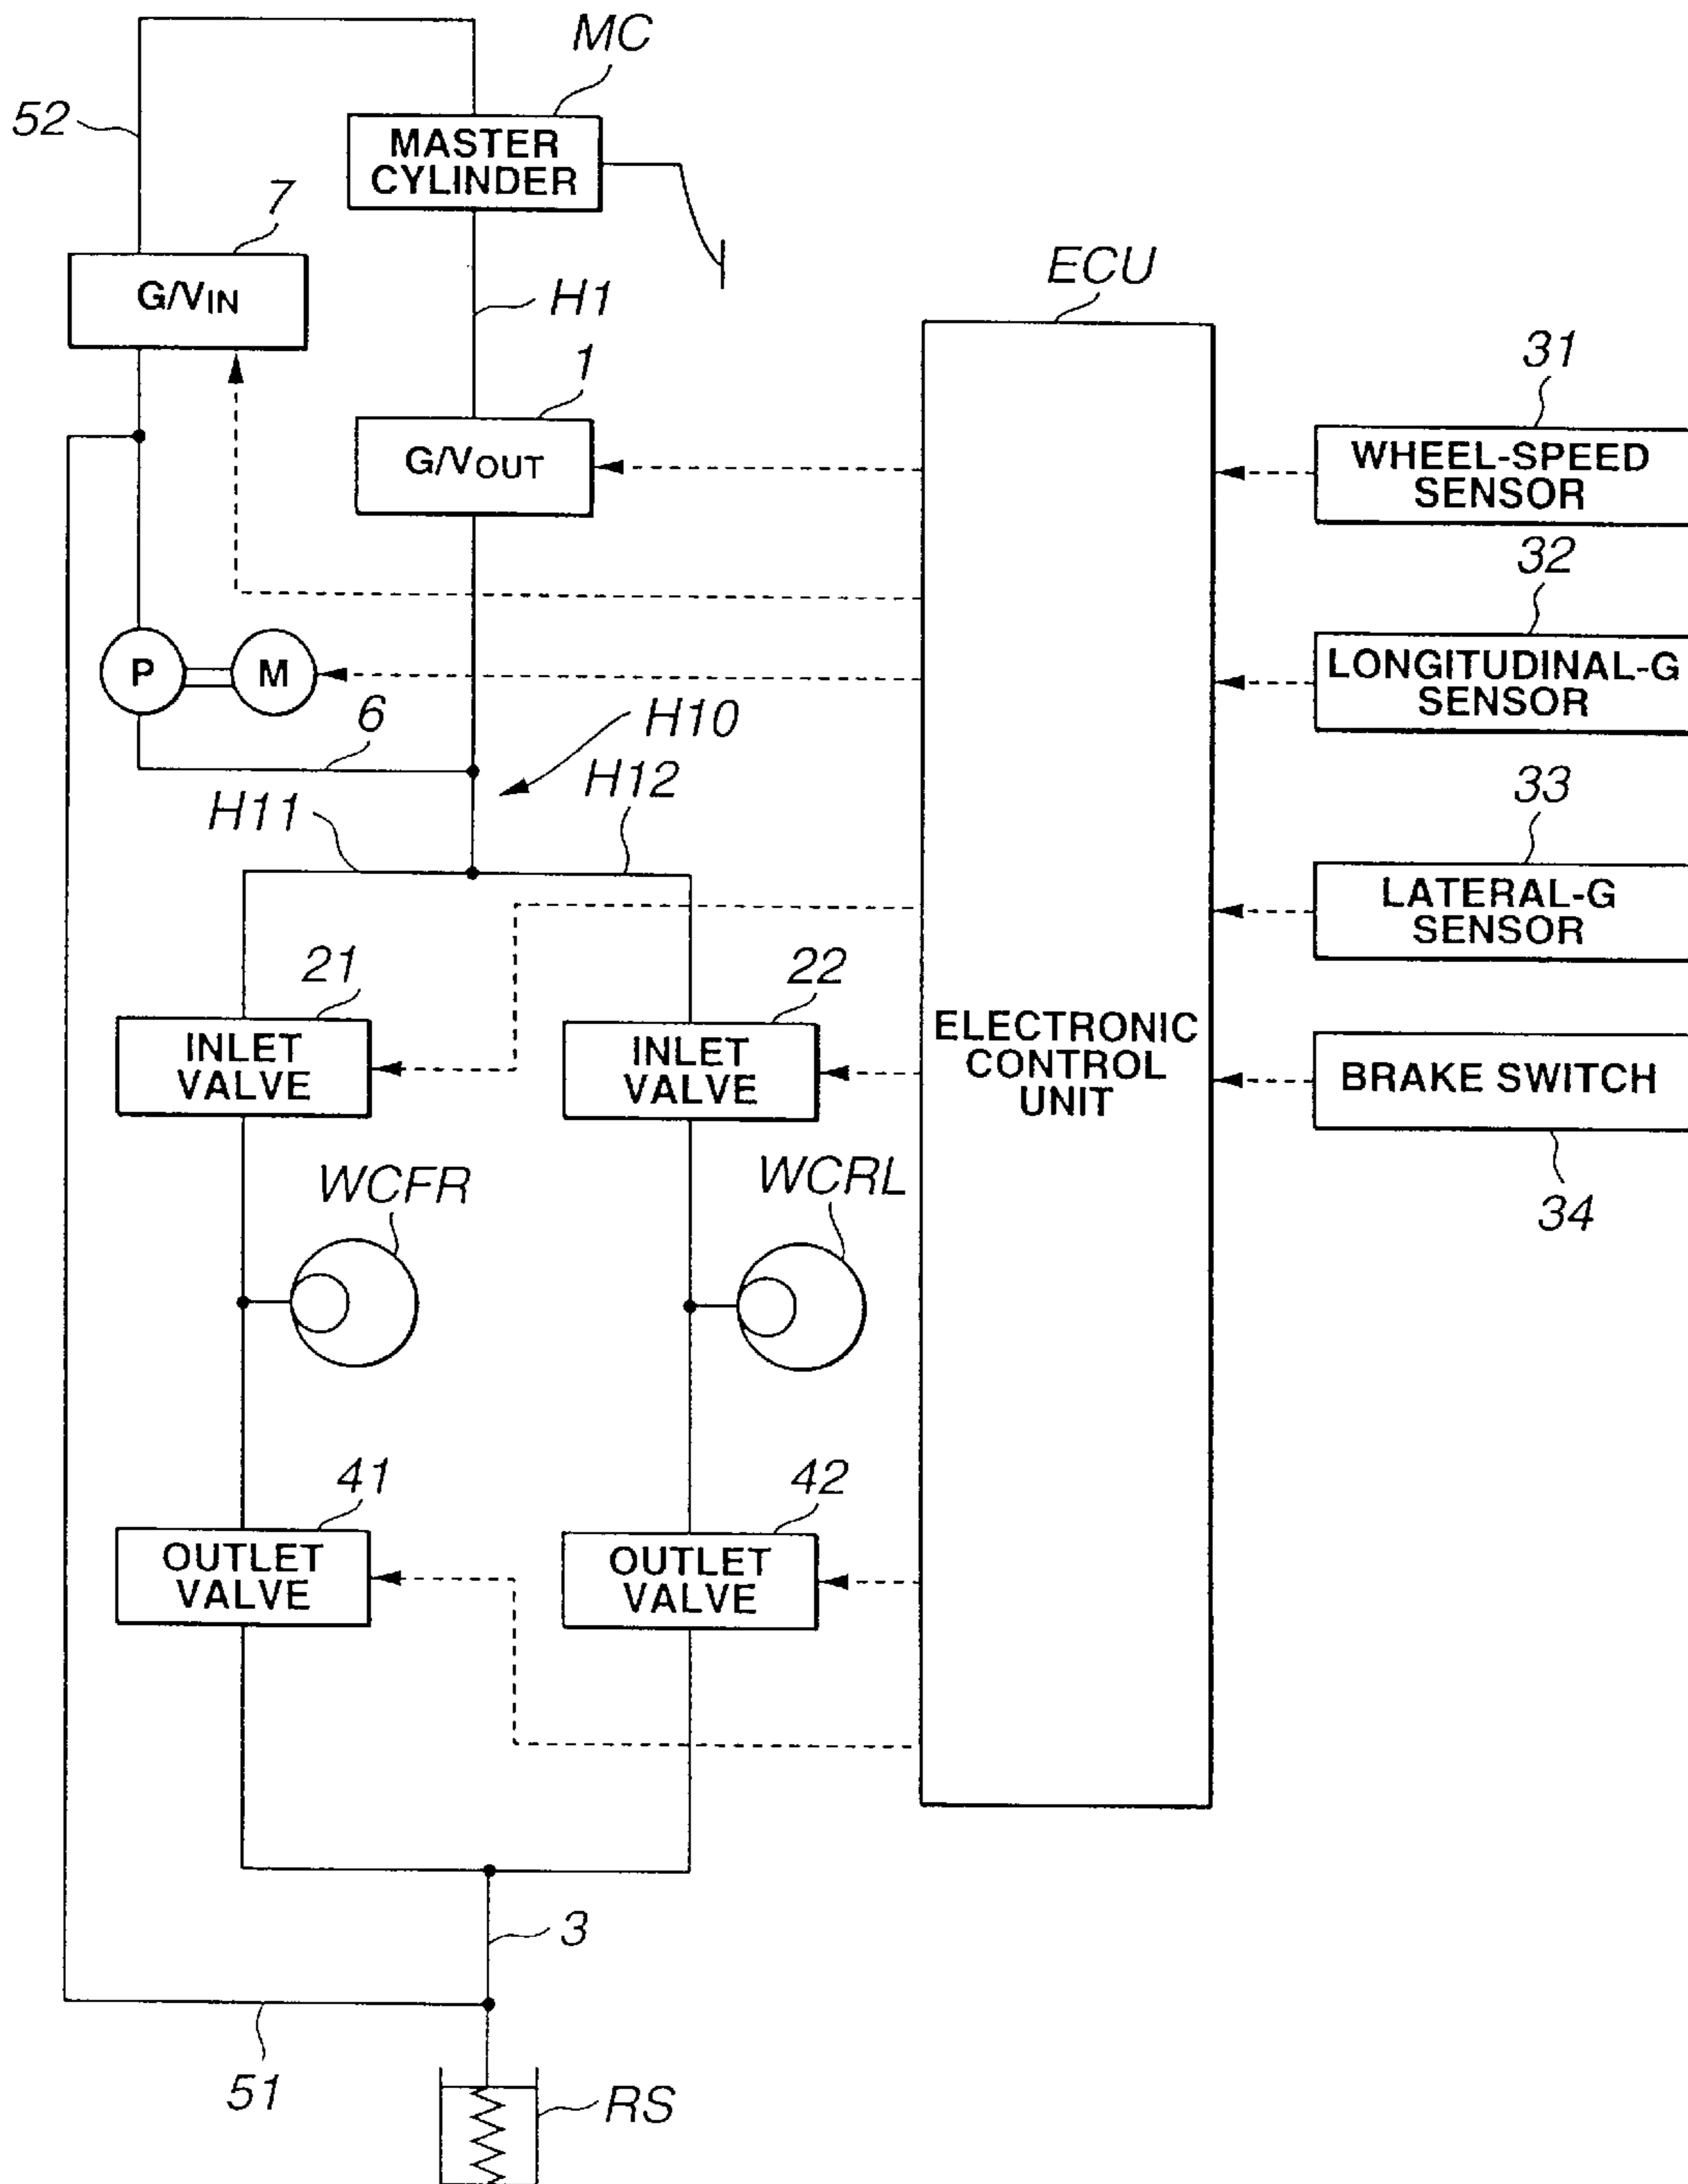 MC
52
MASTER
CYLINDER
7
G/VIN
H1
ECU
1
31
G/VOUT
WHEEL-SPEED
SENSOR
32
P
M
LONGITUDINAL-G
SENSOR
6
H10
H12
H11
33
LATERAL-G
SENSOR
21
22
INLET
VALVE
INLET
VALVE
ELECTRONIC
CONTROL
UNIT
BRAKE SWITCH
34
WCFR
WCRL
41
42
OUTLET
VALVE
OUTLET
VALVE
3
51
RS